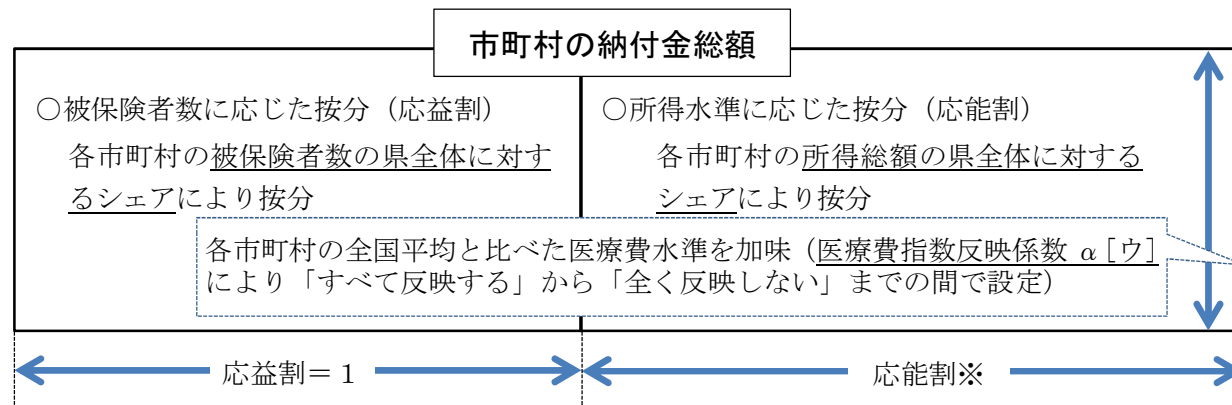 市町村の納付金総額
○被保険者数に応じた按分（応益割）
各市町村の被保険者数の県全体に対す
るシェアにより按分
○所得水準に応じた按分（応能割）
各市町村の所得総額の県全体に対する
シェアにより按分
各市町村の全国平均と比べた医療費水準を加味（医療費指数反映係数 α［ウ］
により「すべて反映する」から「全く反映しない」までの間で設定）
応益割＝１
応能割※